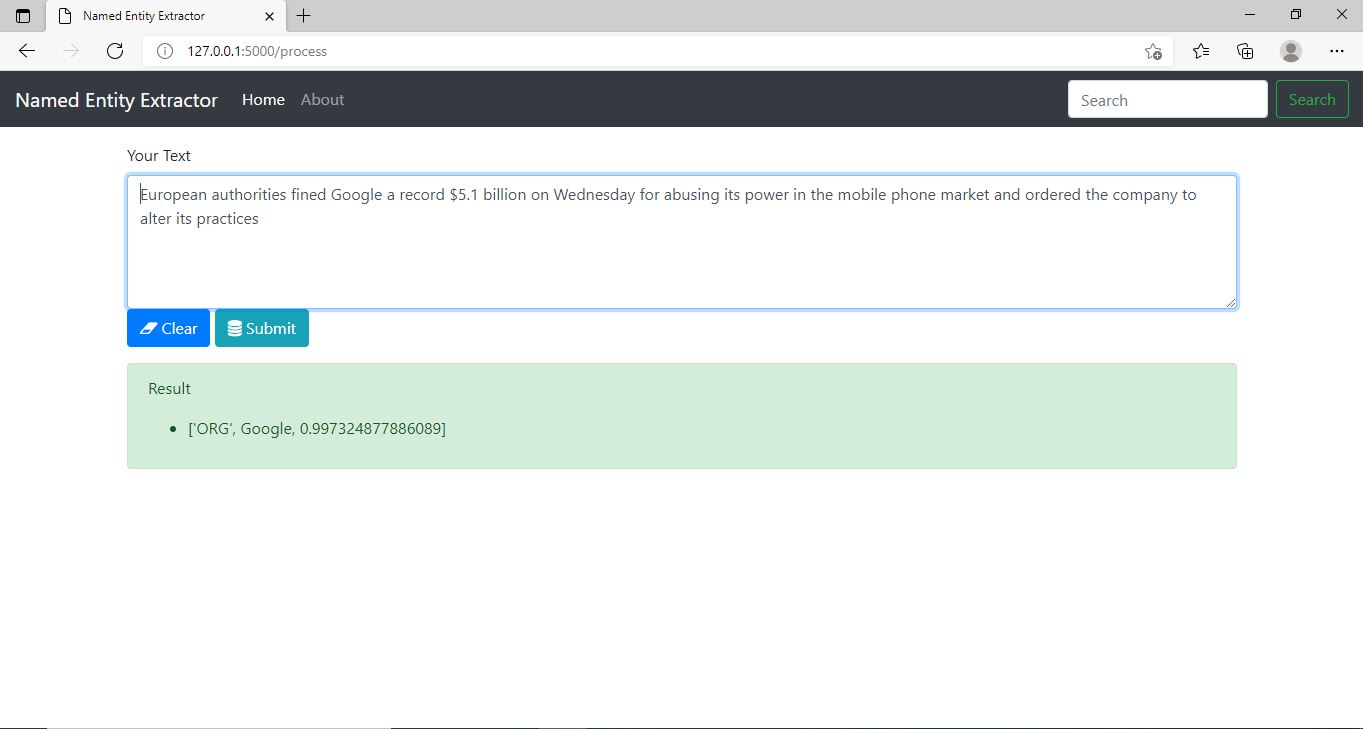 Named Entity Extractor
127.0.0.1:5000/process
Named Entity Extractor Home About Search Search
Your Text
European authorities fined Google a record $5.1 billion on Wednesday for abusing its power in the mobile phone market and ordered the company to
alter its practices
Clear Submit
Result
['ORG', Google, 0.997324877886089]